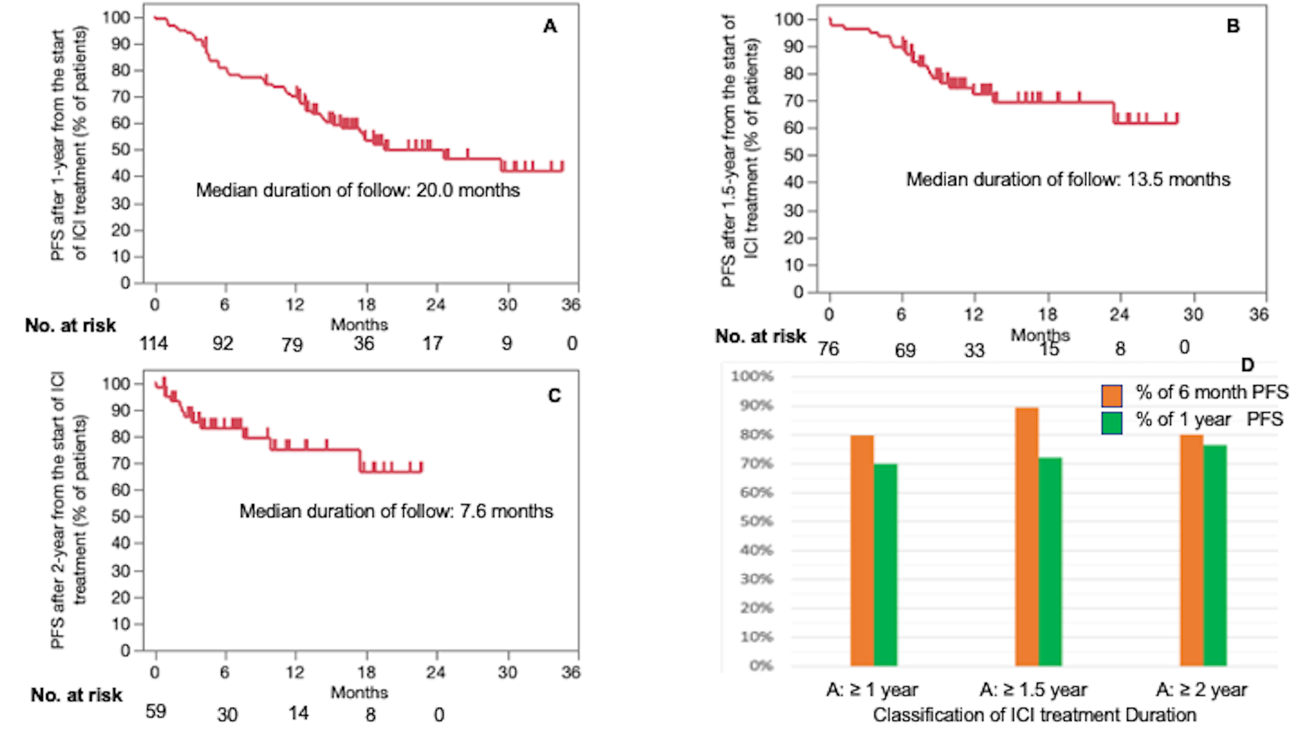 A
PFS after 1-year from the start
of ICI treatment (% of patients)
100
90
80
70
60
50
40
30
20
10
0
Median duration of follow: 20.0 months
0 6 12 18 24 30 36
Months
No. at risk
114 92 79 36 17 9 0
B
PFS after 1.5-year from the start of
ICI treatment (% of patients)
100
90
80
70
60
50
40
30
20
10
0
Median duration of follow: 13.5 months
0 6 12 18 24 30 36
Months
No. at risk
76 69 33 15 8 0
C
PFS after 2-year from the start of ICI
treatment (% of patients)
100
90
80
70
60
50
40
30
20
10
0
Median duration of follow: 7.6 months
0 6 12 18 24 30 36
Months
No. at risk
59 30 14 8 0
D
% of 6 month PFS
% of 1 year PFS
100%
90%
80%
70%
60%
50%
40%
30%
20%
10%
0%
A: ≥ 1 year A: ≥ 1.5 year A: ≥ 2 year
Classification of ICI treatment Duration